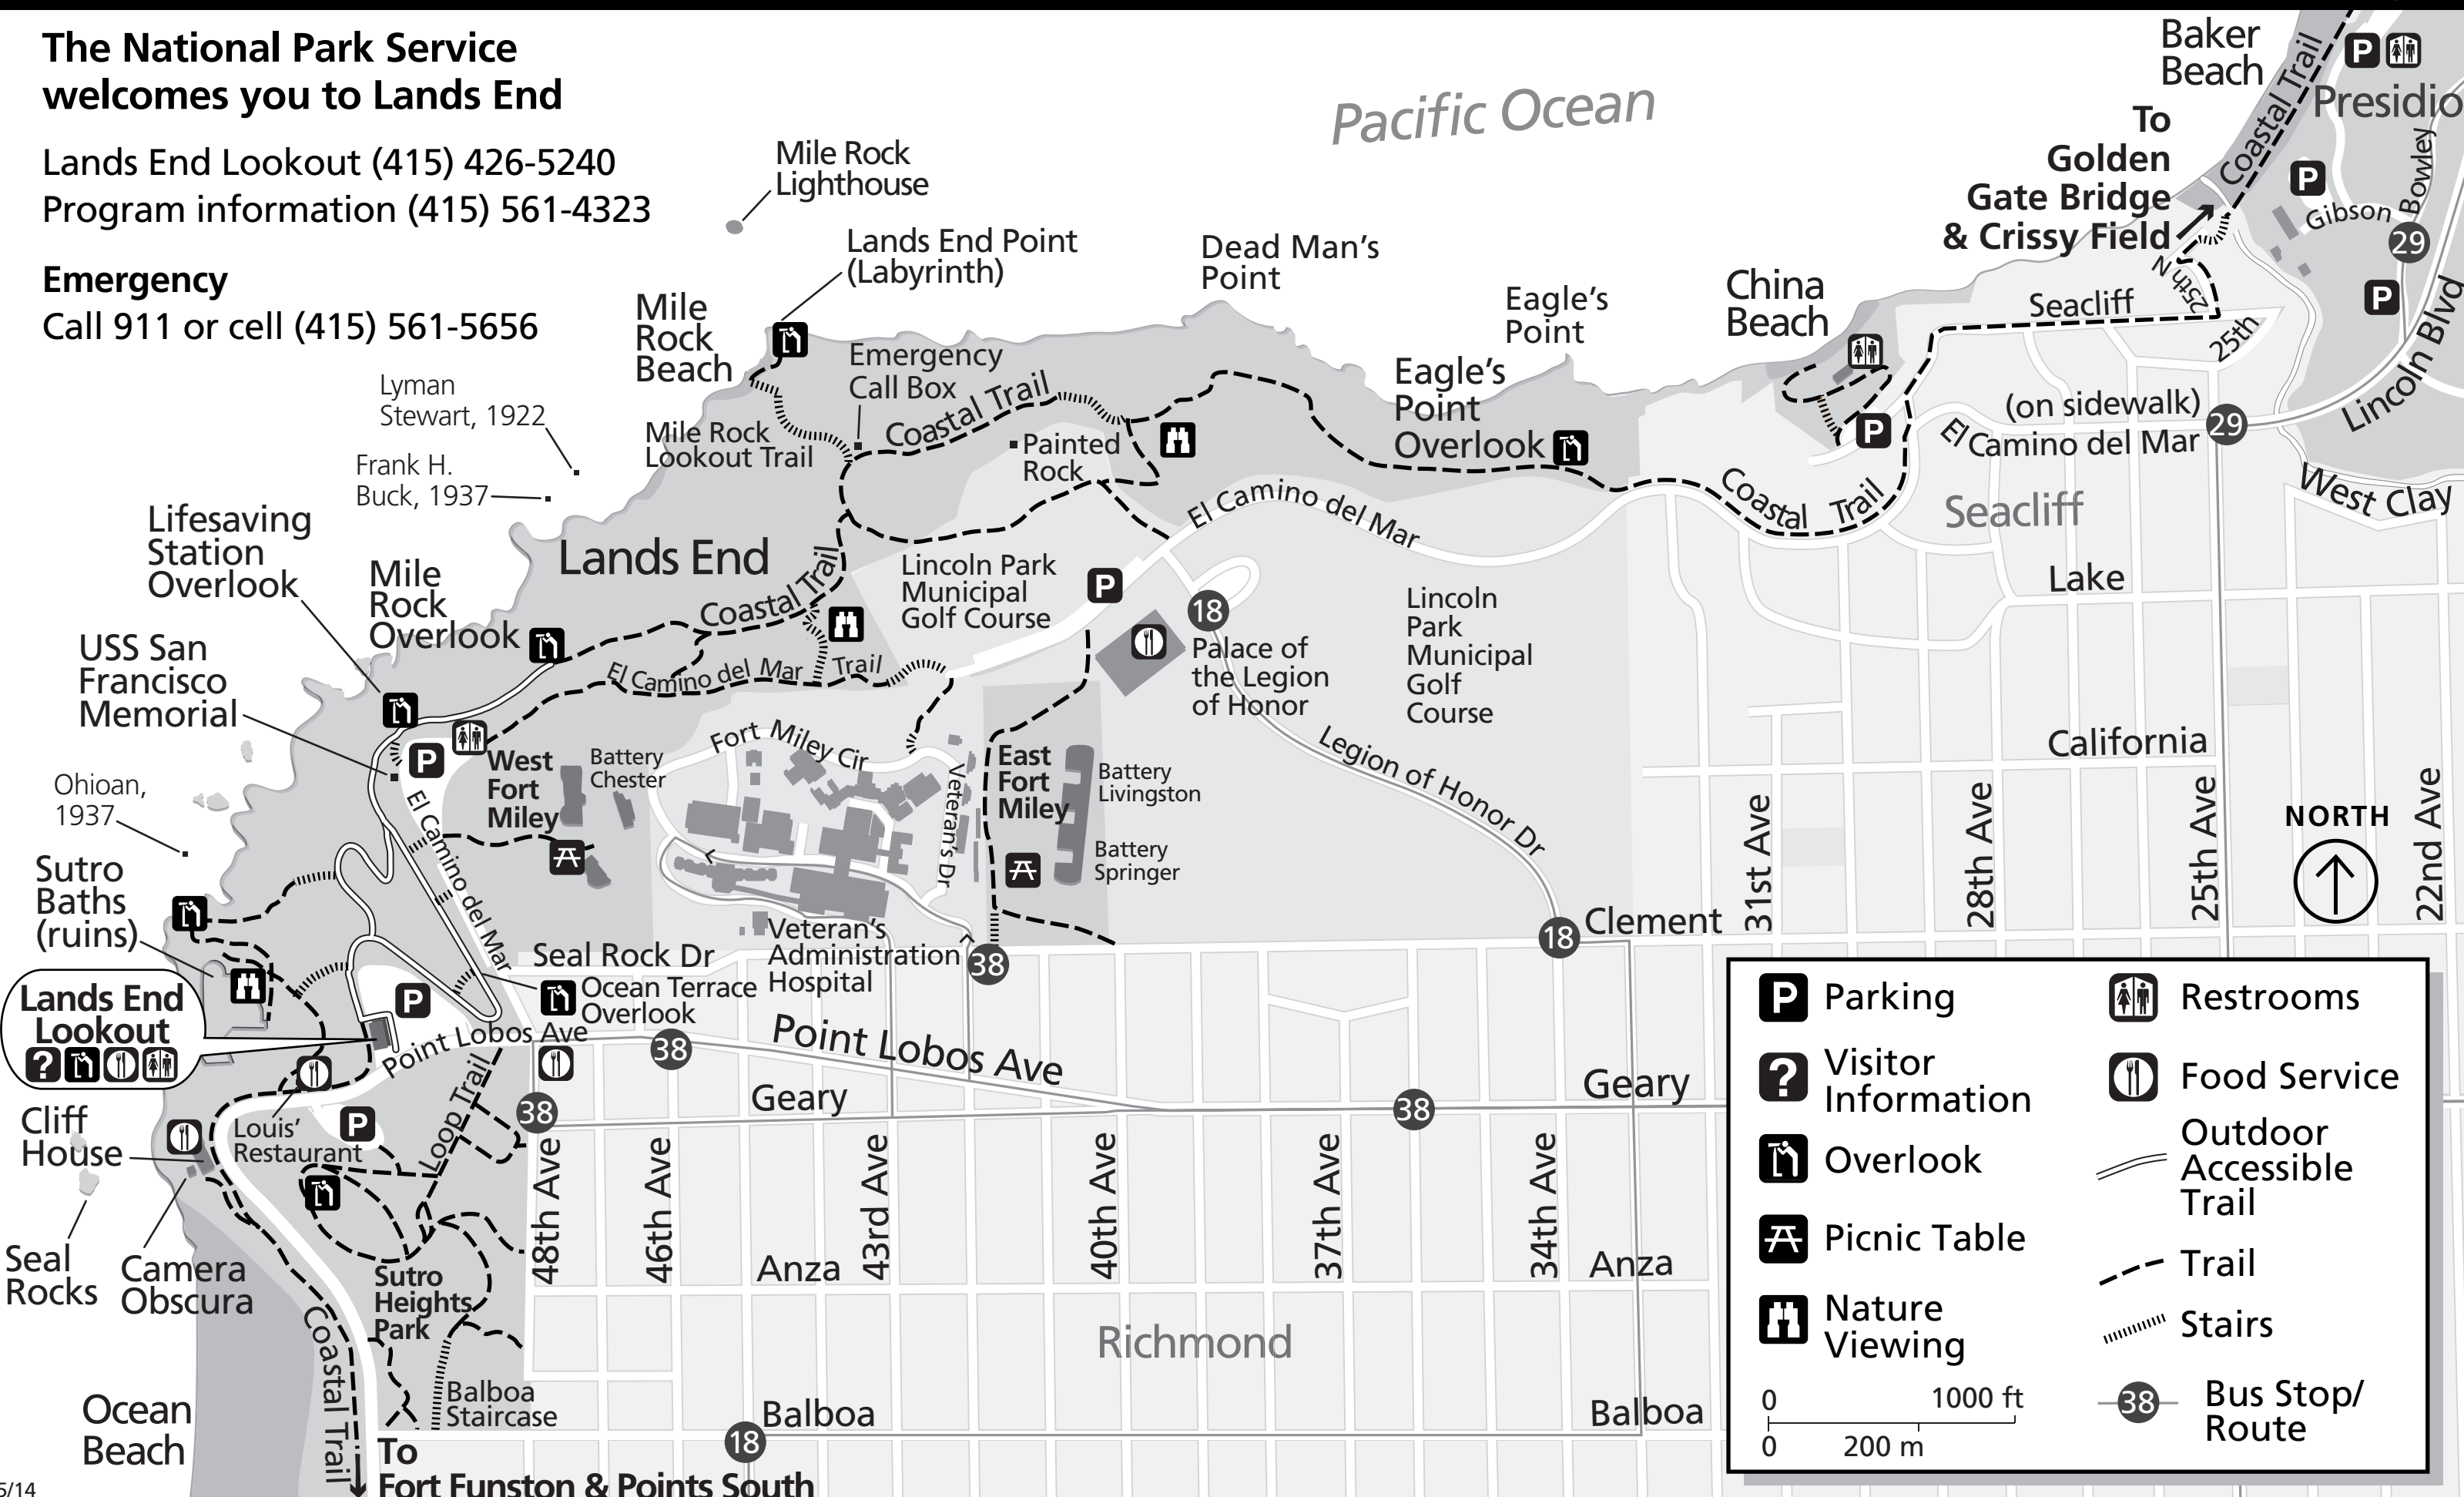 The National Park Service
welcomes you to Lands End
Lands End Lookout (415) 426-5240
Program information (415) 561-4323
Emergency
Call 911 or cell (415) 561-5656
Pacific Ocean
Baker
Beach
Coastal Trail
P
Presidio
To
Golden
Gate Bridge
& Crissy Field
P
Bowley
Gibson
29
P
Lincoln Blvd
Mile Rock
Lighthouse
Lands End Point
(Labyrinth)
Dead Man's
Point
Eagle's
Point
China
Beach
N 25th
Seacliff
25th
Mile
Rock
Beach
Emergency
Call Box
Coastal Trail
Eagle's
Point
Overlook
P
(on sidewalk)
El
Camino del Mar
29
Lyman
Stewart, 1922
Frank H.
Buck, 1937
Mile Rock
Lookout Trail
Painted
Rock
Coastal Trail
Seacliff
West Clay
El Camino del Mar
Lifesaving
Station
Overlook
Lands End
Mile
Rock
Overlook
Coastal Trail
Lincoln Park
Municipal
Golf Course
P
18
Lincoln
Park
Municipal
Golf
Course
Lake
USS San
Francisco
Memorial
El Camino del Mar Trail
Palace of
the Legion
of Honor
P
West
Fort
Miley
Battery
Chester
Fort Miley Cir
Veteran's Dr
East
Fort
Miley
Battery
Livingston
Battery
Springer
Legion of Honor Dr
California
31st Ave
28th Ave
25th Ave
22nd Ave
NORTH
Ohioan,
1937
El Camino del Mar
Sutro
Baths
(ruins)
Veteran's
Administration
Hospital
38
18
Clement
Seal Rock Dr
Ocean Terrace
Overlook
Lands End
Lookout
?
P
Point Lobos Ave
38
Point Lobos Ave
Geary
38
Geary
Cliff
House
Louis'
Restaurant
P
Loop Trail
38
48th Ave
46th Ave
43rd Ave
40th Ave
37th Ave
34th Ave
Seal
Rocks
Camera
Obscura
Sutro
Heights
Park
Anza
Anza
Coastal Trail
Richmond
Ocean
Beach
Balboa
Staircase
Balboa
Balboa
18
To
Fort Funston & Points South
5/14
P
Parking
Restrooms
?
Visitor
Information
Food Service
Overlook
Outdoor
Accessible
Trail
Picnic Table
Trail
Nature
Viewing
Stairs
0
1000 ft
0
200 m
38
Bus Stop/
Route